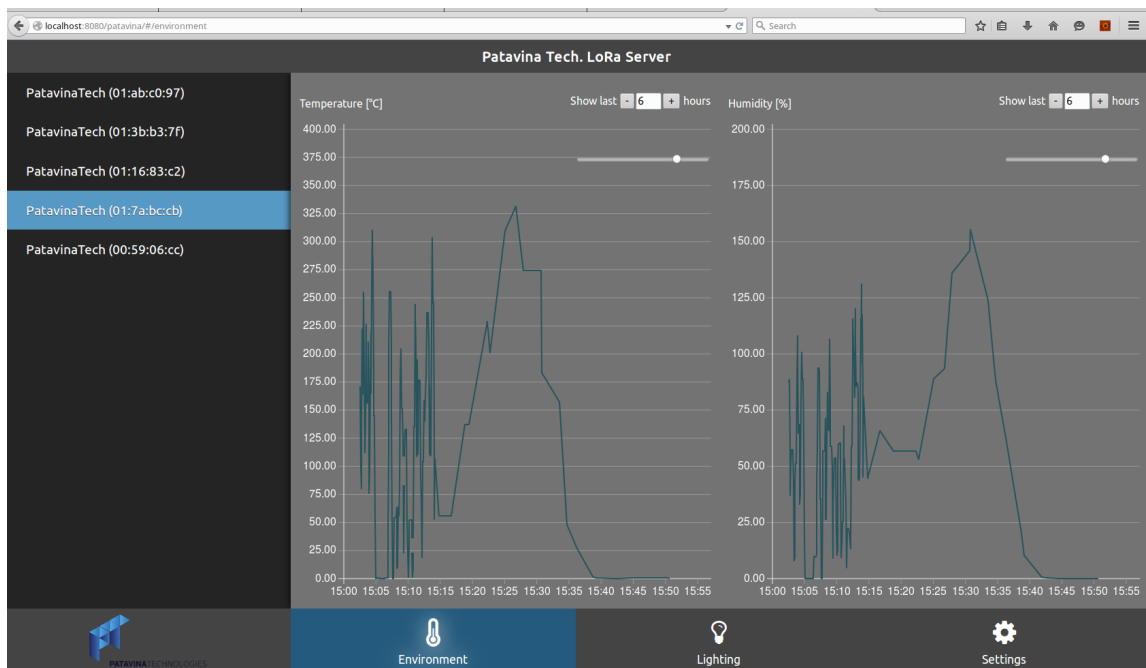 localhost:8080/patavina/#/environment
Search
Patavina Tech. LoRa Server
PatavinaTech (01:ab:c0:97)
PatavinaTech (01:3b:b3:7f)
PatavinaTech (01:16:83:c2)
PatavinaTech (01:7a:bc:cb)
PatavinaTech (00:59:06:cc)
Temperature [°C]
Show last - 6 + hours
400.00
375.00
350.00
325.00
300.00
275.00
250.00
225.00
200.00
175.00
150.00
125.00
100.00
75.00
50.00
25.00
0.00
15:00 15:05 15:10 15:15 15:20 15:25 15:30 15:35 15:40 15:45 15:50 15:55
Humidity [%]
Show last - 6 + hours
200.00
175.00
150.00
125.00
100.00
75.00
50.00
25.00
0.00
15:00 15:05 15:10 15:15 15:20 15:25 15:30 15:35 15:40 15:45 15:50 15:55
PATAVINATECHNOLOGIES
Environment
Lighting
Settings